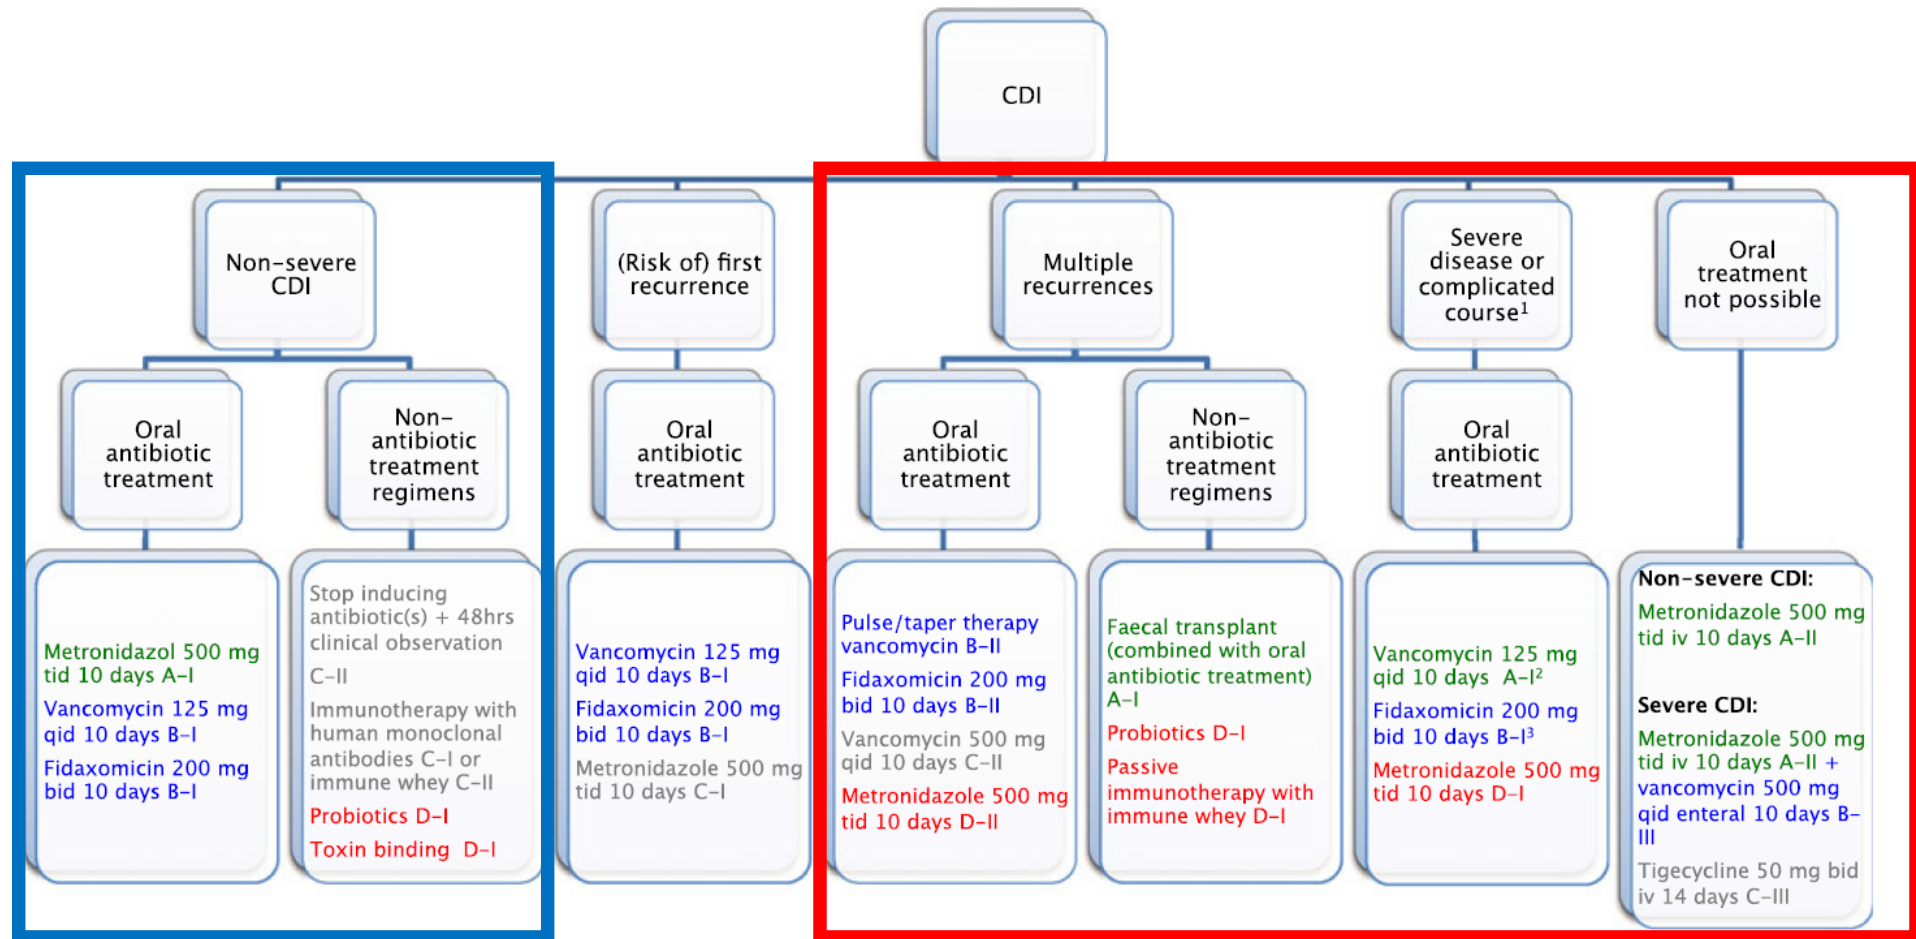 CDI
Non-severe
CDI
(Risk of) first
recurrence
Multiple
recurrences
Severe
disease or
complicated
course1
Oral
treatment
not possible
Oral
antibiotic
treatment
Non-
antibiotic
treatment
regimens
Oral
antibiotic
treatment
Oral
antibiotic
treatment
Non-
antibiotic
treatment
regimens
Oral
antibiotic
treatment
Metronidazol 500 mg
tid 10 days A-I
Vancomycin 125 mg
qid 10 days B-I
Fidaxomicin 200 mg
bid 10 days B-I
Stop inducing
antibiotic(s) + 48hrs
clinical observation
C-II
Immunotherapy with
human monoclonal
antibodies C-I or
immune whey C-II
Probiotics D-I
Toxin binding D-I
Vancomycin 125 mg
qid 10 days B-I
Fidaxomicin 200 mg
bid 10 days B-I
Metronidazole 500 mg
tid 10 days C-I
Pulse/taper therapy
vancomycin B-II
Fidaxomicin 200 mg
bid 10 days B-II
Vancomycin 500 mg
qid 10 days C-II
Metronidazole 500 mg
tid 10 days D-II
Faecal transplant
(combined with oral
antibiotic treatment)
A-I
Probiotics D-I
Passive
immunotherapy with
immune whey D-I
Vancomycin 125 mg
qid 10 days A-I2
Fidaxomicin 200 mg
bid 10 days B-I3
Metronidazole 500 mg
tid 10 days D-I
Non-severe CDI:
Metronidazole 500 mg
tid iv 10 days A-II
Severe CDI:
Metronidazole 500 mg
tid iv 10 days A-II +
vancomycin 500 mg
qid enteral 10 days B-
III
Tigecycline 50 mg bid
iv 14 days C-III